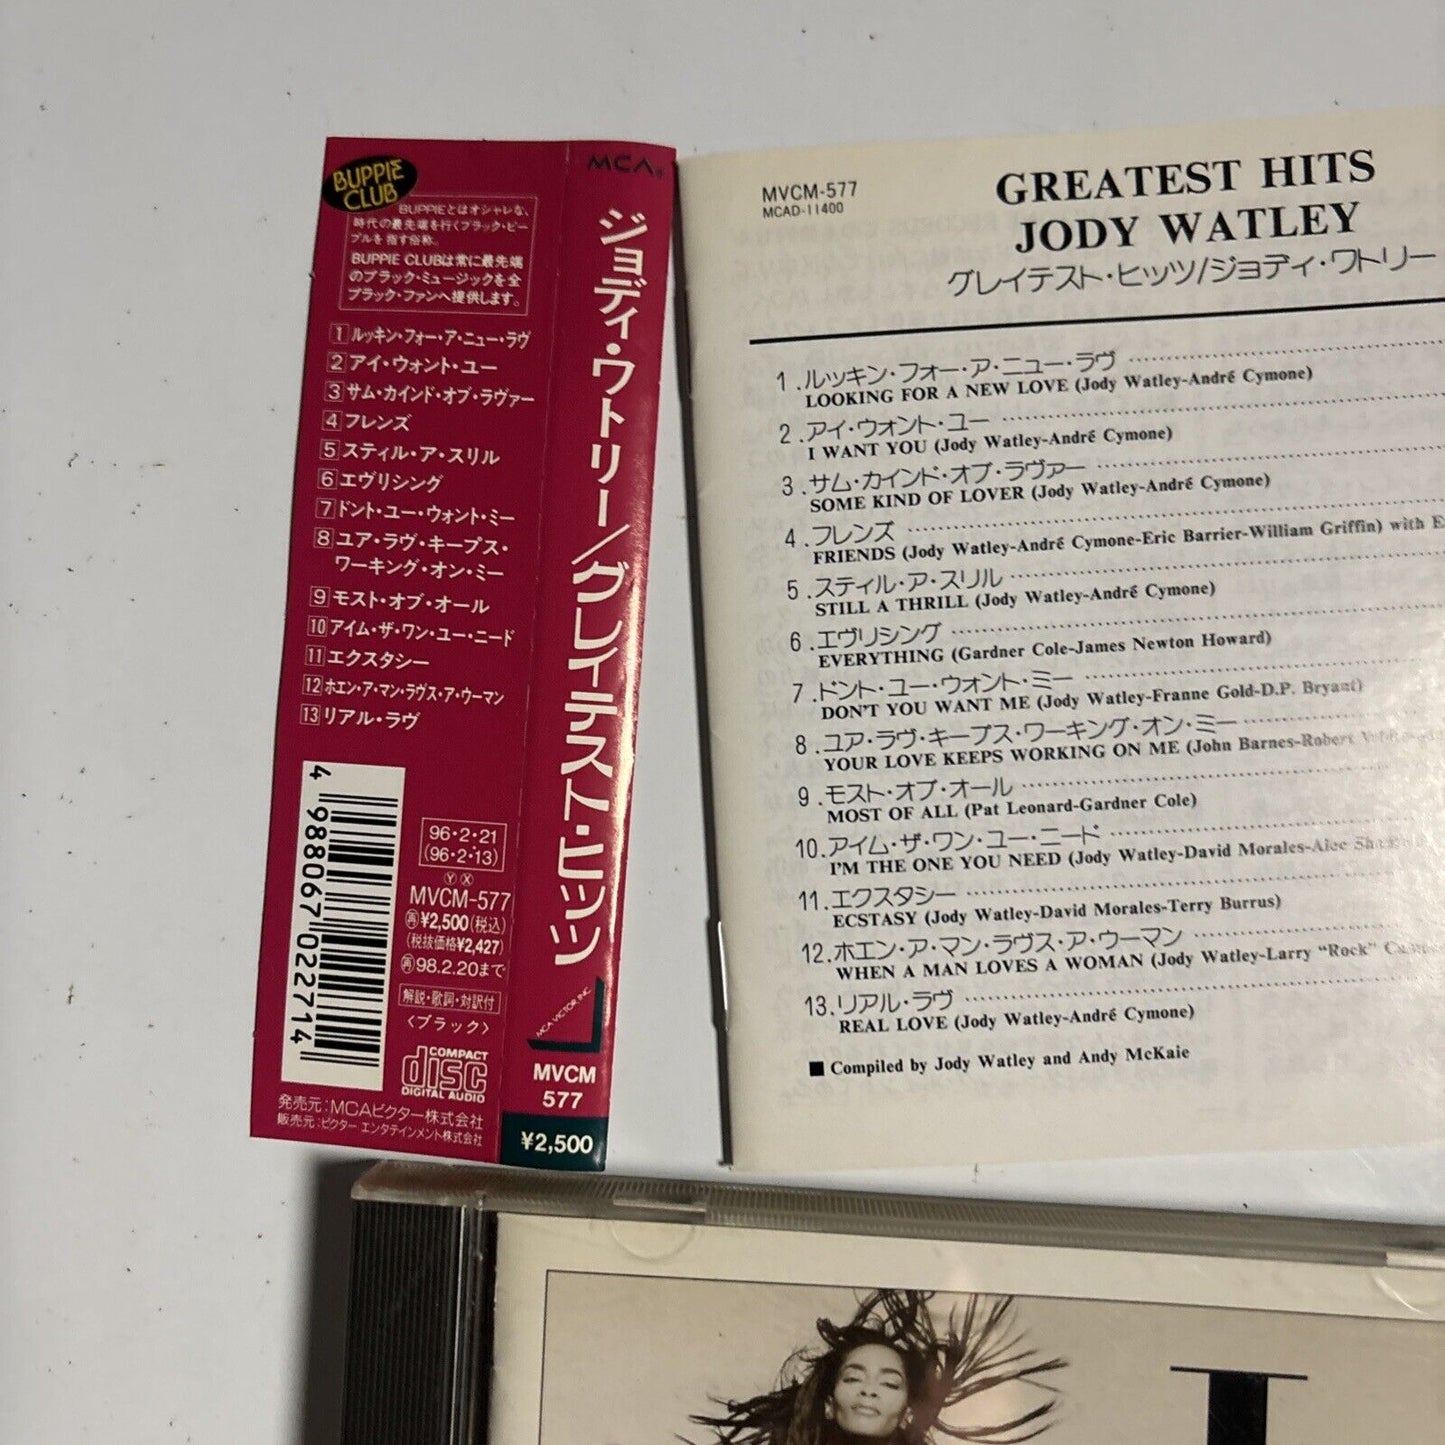 BUPPIE
CLUB
BUPPIEとはオシャレな、
時代の最先端を行くブラック・ピー
プルを指す俗称。
BUPPIE CLUBは常に最先端
のブラック・ミュージックを全
ブラック・ファンへ提供します。
1 ルッキン・フォー・ア・ニュー・ラヴ
2 アイ・ウォント・ユー
3 サム・カインド・オブ・ラヴァー
4 フレンズ
5 スティル・ア・スリル
6 エヴリシング
7 ドント・ユー・ウォント・ミー
8 ユア・ラヴ・キープス・
ワーキング・オン・ミー
9 モスト・オブ・オール
10 アイム・ザ・ワン・ユー・ニード
11 エクスタシー
12 ホエン・ア・マン・ラヴス・ア・ウーマン
13 リアル・ラヴ
4 988067 022714
96・2・21
(96・2・13)
Ⓨ Ⓧ
MVCM-577
㊢¥2,500(税込)
(税抜価格¥2,427)
98.2.20まで
解説・歌詞・対訳付
〈ブラック〉
COMPACT
disc
DIGITAL AUDIO
発売元：MCAビクター株式会社
販売元：ビクター エンタテインメント株式会社
MCA
ジョディ・ワトリー/グレイテスト・ヒッツ
MCA VICTOR, INC.
MVCM
577
¥2,500
MVCM-577
MCAD-11400
GREATEST HITS
JODY WATLEY
グレイテスト・ヒッツ/ジョディ・ワトリー
1.ルッキン・フォー・ア・ニュー・ラヴ
LOOKING FOR A NEW LOVE (Jody Watley-André Cymone)
2.アイ・ウォント・ユー
I WANT YOU (Jody Watley-André Cymone)
3.サム・カインド・オブ・ラヴァー
SOME KIND OF LOVER (Jody Watley-André Cymone)
4.フレンズ
FRIENDS (Jody Watley-André Cymone-Eric Barrier-William Griffin) with E
5.スティル・ア・スリル
STILL A THRILL (Jody Watley-André Cymone)
6.エヴリシング
EVERYTHING (Gardner Cole-James Newton Howard)
7.ドント・ユー・ウォント・ミー
DON'T YOU WANT ME (Jody Watley-Franne Gold-D.P. Bryant)
8.ユア・ラヴ・キープス・ワーキング・オン・ミー
YOUR LOVE KEEPS WORKING ON ME (John Barnes-Robert
9.モスト・オブ・オール
MOST OF ALL (Pat Leonard-Gardner Cole)
10.アイム・ザ・ワン・ユー・ニード
I'M THE ONE YOU NEED (Jody Watley-David Morales-Alec
11.エクスタシー
ECSTASY (Jody Watley-David Morales-Terry Burrus)
12.ホエン・ア・マン・ラヴス・ア・ウーマン
WHEN A MAN LOVES A WOMAN (Jody Watley-Larry "Rock"
13.リアル・ラヴ
REAL LOVE (Jody Watley-André Cymone)
■ Compiled by Jody Watley and Andy McKaie